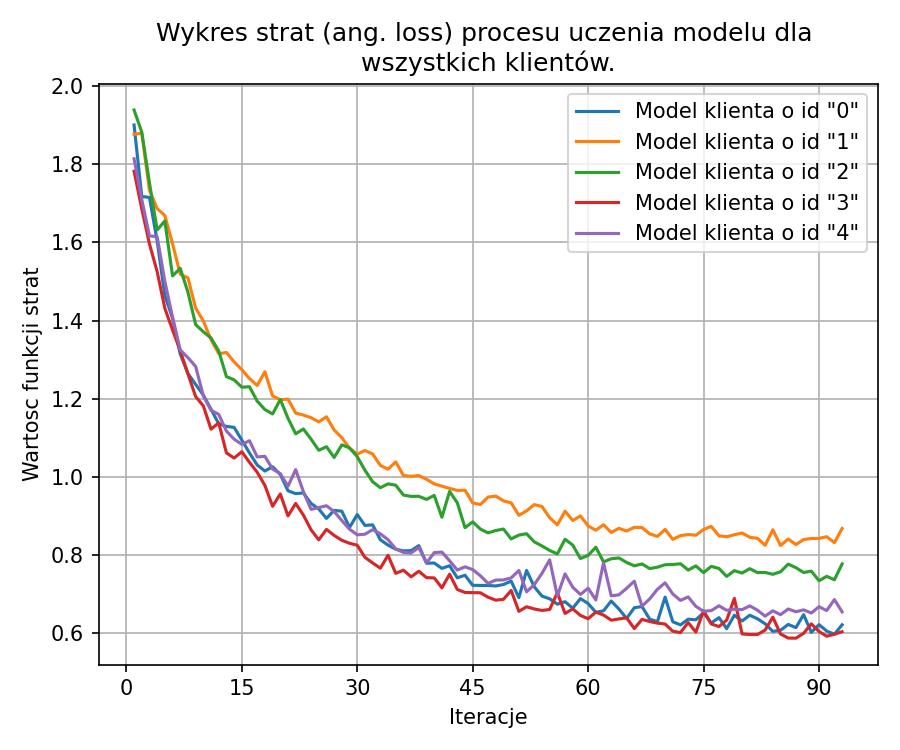 Wykres strat (ang. loss) procesu uczenia modelu dla
wszystkich klientów.
2.0
1.8
1.6
1.4
1.2
1.0
0.8
0.6
Wartosc funkcji strat
Model klienta o id "0"
Model klienta o id "1"
Model klienta o id "2"
Model klienta o id "3"
Model klienta o id "4"
0 15 30 45 60 75 90
Iteracje